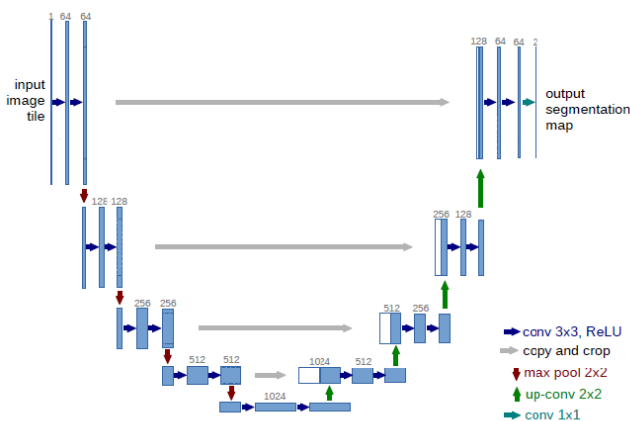 1 64 64
128 64 64 2
input
image
tile
output
segmentation
map
128 128
256 128
256 256
512 256
512 512
1024 512
1024
conv 3x3, ReLU
copy and crop
max pool 2x2
up-conv 2x2
conv 1x1